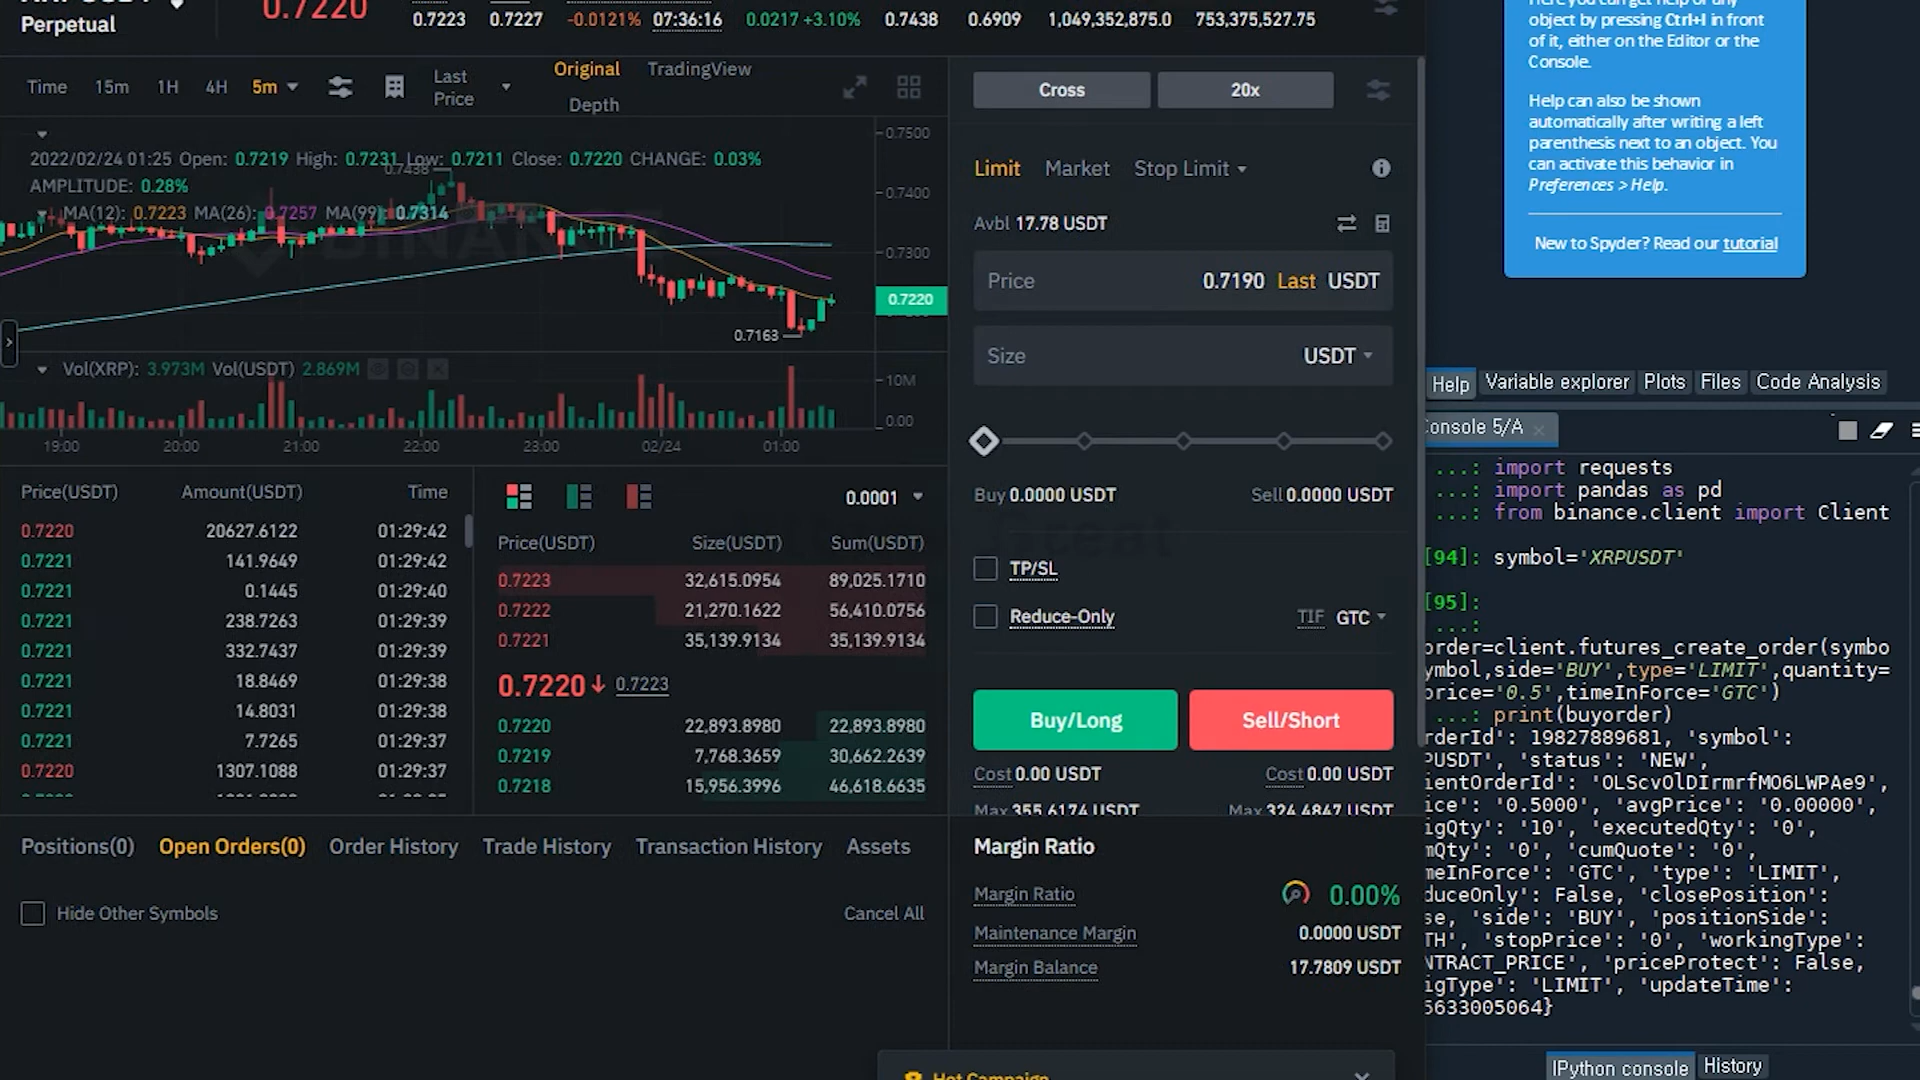 Perpetual
0.7220
0.7223
0.7227
-0.0121%
07:36:16
0.0217 +3.10%
0.7438
0.6909
1,049,352,875.0
753,375,527.75
Time
15m
1H
4H
5m
Last Price
Original
TradingView
Depth
2022/02/24 01:25 Open: 0.7219 High: 0.7231 Low: 0.7211 Close: 0.7220 CHANGE: 0.03%
AMPLITUDE: 0.28%
MA(12): 0.7223 MA(26): 0.7257 MA(99): 0.7314
0.7438
0.7163
0.7500
0.7400
0.7300
0.7220
Vol(XRP): 3.973M Vol(USDT) 2.869M
10M
0.00
19:00
20:00
21:00
22:00
23:00
02/24
01:00
Price(USDT) Amount(USDT) Time
0.7220 20627.6122 01:29:42
0.7221 141.9649 01:29:42
0.7221 0.1445 01:29:40
0.7221 238.7263 01:29:39
0.7221 332.7437 01:29:39
0.7221 18.8469 01:29:38
0.7221 14.8031 01:29:38
0.7221 7.7265 01:29:37
0.7220 1307.1088 01:29:37
0.0001
Price(USDT) Size(USDT) Sum(USDT)
0.7223 32,615.0954 89,025.1710
0.7222 21,270.1622 56,410.0756
0.7221 35,139.9134 35,139.9134
0.7220↓ 0.7223
0.7220 22,893.8980 22,893.8980
0.7219 7,768.3659 30,662.2639
0.7218 15,956.3996 46,618.6635
Positions(0) Open Orders(0) Order History Trade History Transaction History Assets
Hide Other Symbols
Cancel All
Cross
20x
Limit
Market
Stop Limit
Avbl 17.78 USDT
Price 0.7190 Last USDT
Size USDT
Buy 0.0000 USDT
Sell 0.0000 USDT
TP/SL
Reduce-Only
TIF GTC
Buy/Long
Sell/Short
Cost 0.00 USDT
Cost 0.00 USDT
Max 355.6174 USDT
Max 324.4847 USDT
Margin Ratio
Margin Ratio 0.00%
Maintenance Margin 0.0000 USDT
Margin Balance 17.7809 USDT
Hot Campaign
Here you can get help of any
object by pressing Ctrl+I in front
of it, either on the Editor or the
Console.
Help can also be shown
automatically after writing a left
parenthesis next to an object. You
can activate this behavior in
Preferences > Help.
New to Spyder? Read our tutorial
Help
Variable explorer
Plots
Files
Code Analysis
onsole 5/A
...: import requests
...: import pandas as pd
...: from binance.client import Client
[94]: symbol='XRPUSDT'
[95]:
...:
order=client.futures_create_order(symbo
ymbol,side='BUY',type='LIMIT',quantity=
price='0.5',timeInForce='GTC')
...: print(buyorder)
rderId': 19827889681, 'symbol':
PUSDT', 'status': 'NEW',
ientOrderId': 'OLScvOlDIrmrfMO6LWPAe9',
ice': '0.5000', 'avgPrice': '0.00000',
igQty': '10', 'executedQty': '0',
mQty': '0', 'cumQuote': '0',
meInForce': 'GTC', 'type': 'LIMIT',
duceOnly': False, 'closePosition':
se, 'side': 'BUY', 'positionSide':
TH', 'stopPrice': '0', 'workingType':
NTRACT_PRICE', 'priceProtect': False,
igType': 'LIMIT', 'updateTime':
5633005064}
IPython console
History